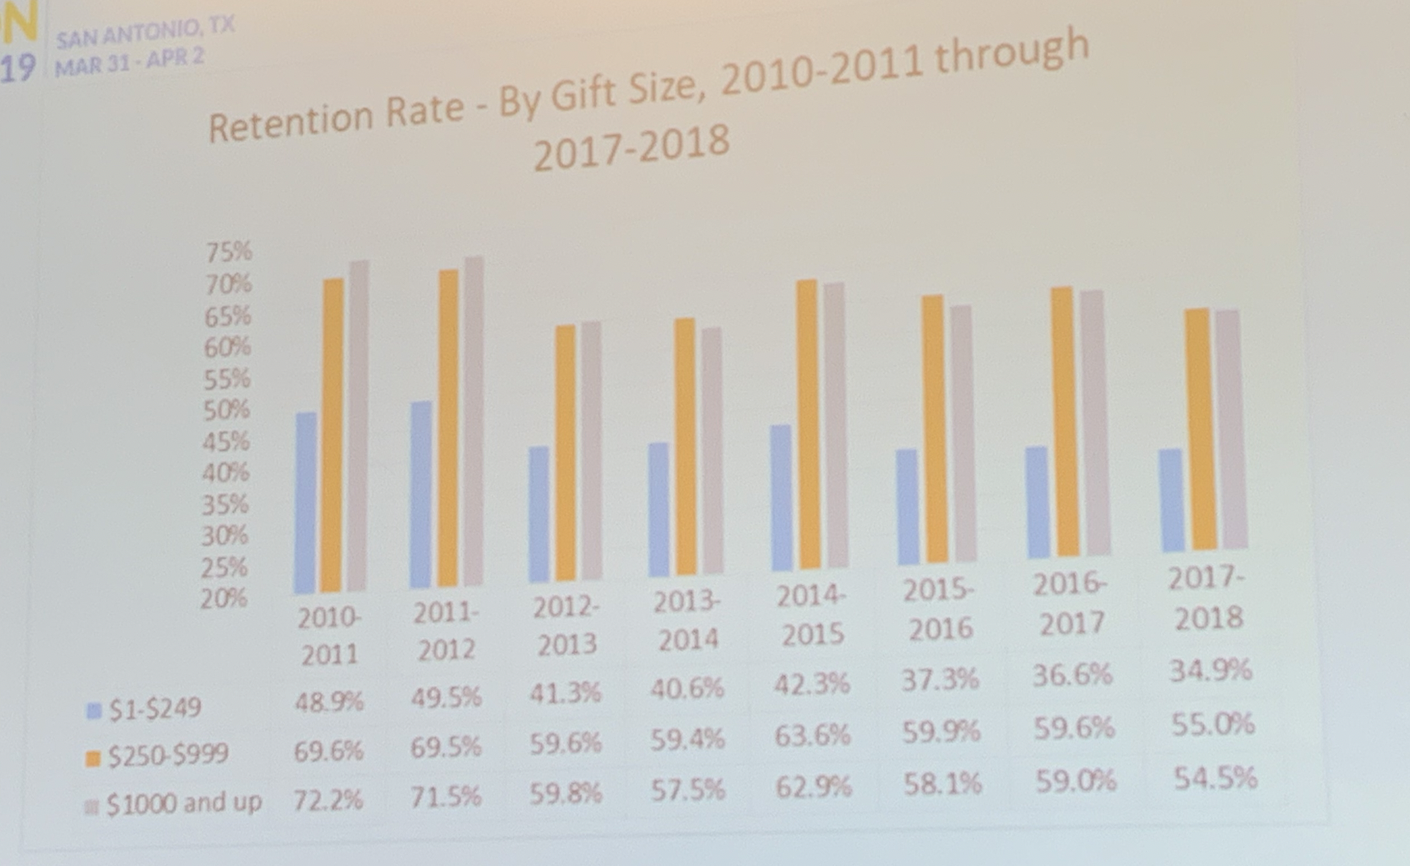 N
19
SAN ANTONIO, TX
MAR 31 - APR 2
Retention Rate - By Gift Size, 2010-2011 through
2017-2018
75%
70%
65%
60%
55%
50%
45%
40%
35%
30%
25%
20%
2010-2011 2011-2012 2012-2013 2013-2014 2014-2015 2015-2016 2016-2017 2017-2018
$1-$249 48.9% 49.5% 41.3% 40.6% 42.3% 37.3% 36.6% 34.9%
$250-$999 69.6% 69.5% 59.6% 59.4% 63.6% 59.9% 59.6% 55.0%
$1000 and up 72.2% 71.5% 59.8% 57.5% 62.9% 58.1% 59.0% 54.5%